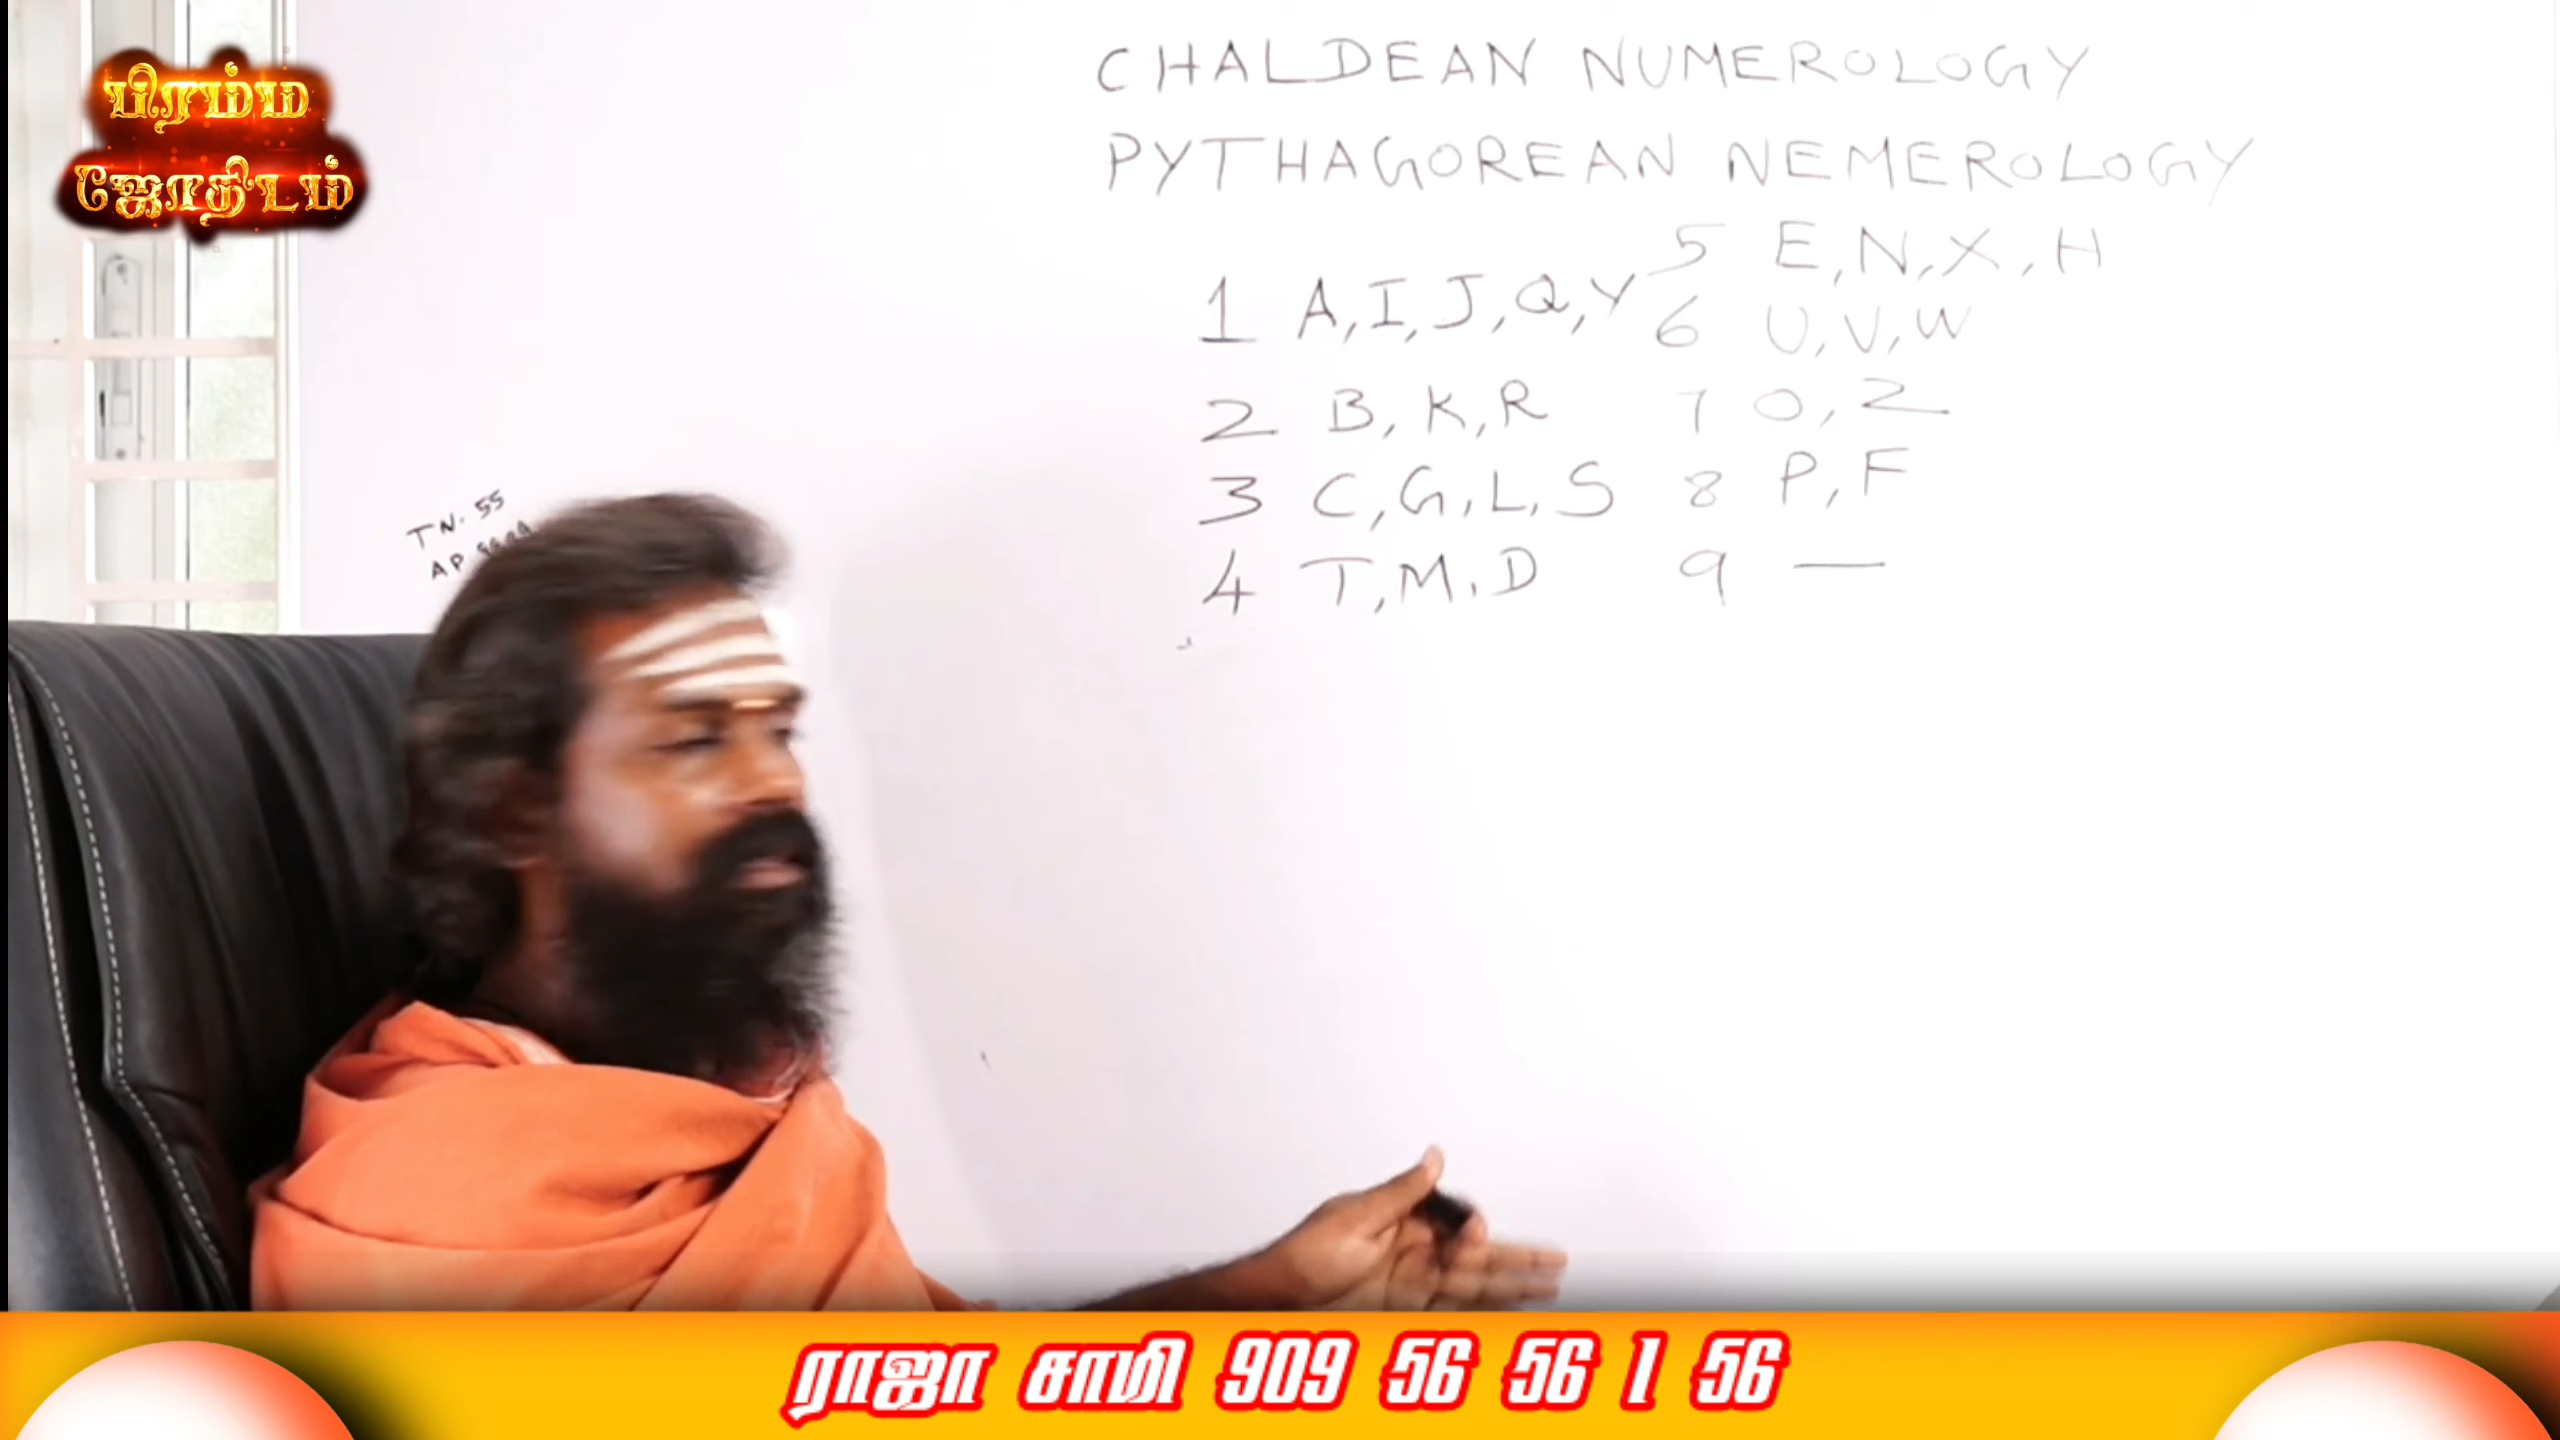 பிரம்ம
ஜோதிடம்
CHALDEAN NUMEROLOGY
PYTHAGOREAN NEMEROLOGY
1 A, I, J, Q, Y
2 B, K, R
3 C, G, L, S
4 T, M, D
5 E, N, X, H
6 U, V, W
7 O, Z
8 P, F
9 —
TN. 55
AP
ராஜா சாமி 909 56 56 1 56